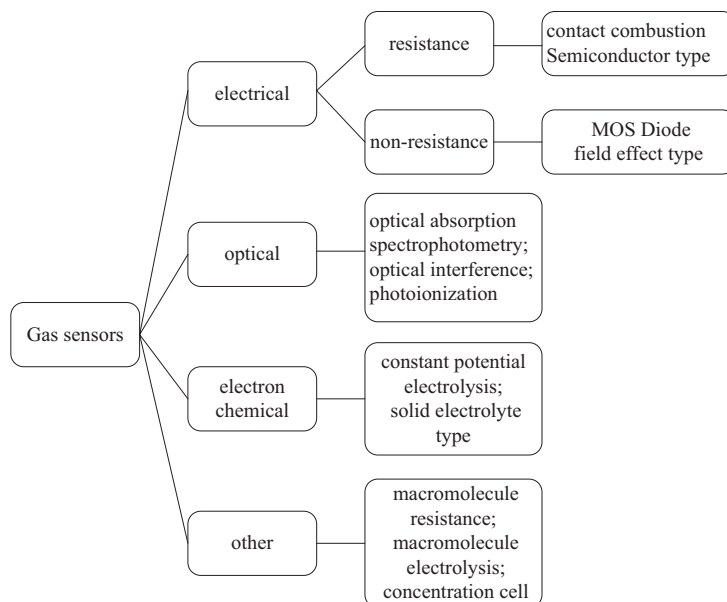 Gas sensors
electrical
resistance
contact combustion
Semiconductor type
non-resistance
MOS Diode
field effect type
optical
optical absorption
spectrophotometry;
optical interference;
photoionization
electron
chemical
constant potential
electrolysis;
solid electrolyte
type
other
macromolecule
resistance;
macromolecule
electrolysis;
concentration cell